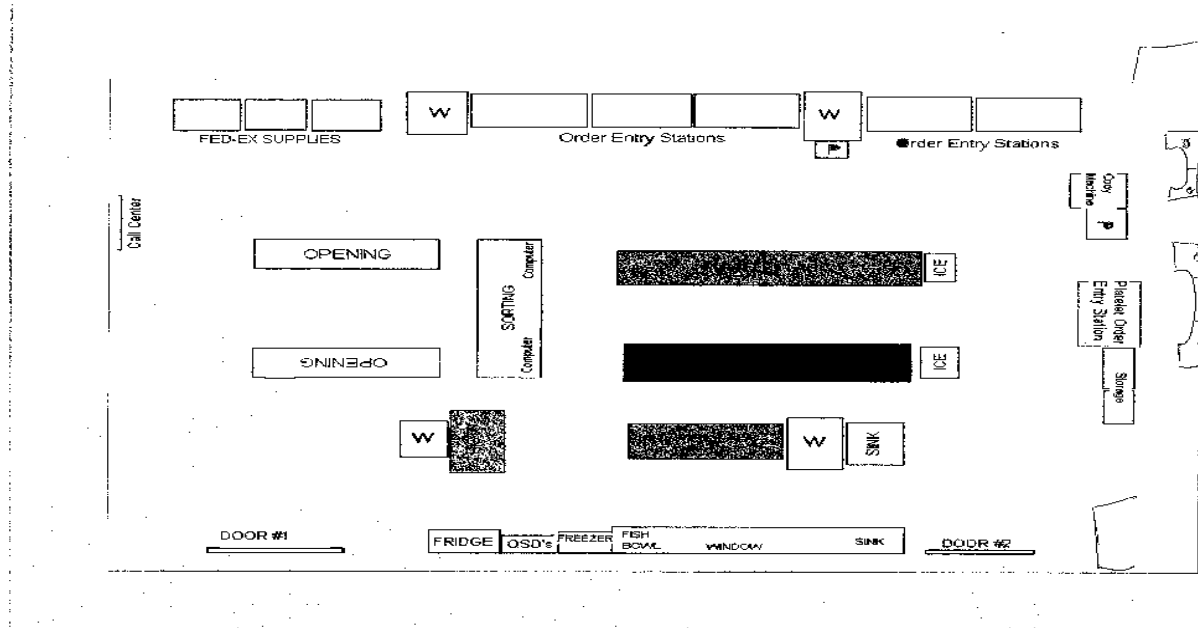 W
W
FED-EX SUPPLIES
Order Entry Stations
P
Order Entry Stations
Copy
Machine
P
Call Center
OPENING
SORTING
Computer
Computer
ICE
Platelet Order
Entry Station
OPENING
ICE
Storage
W
W
SINK
DOOR #1
FRIDGE
OSD's
FREEZER
FISH
BOWL
WINDOW
SINK
DOOR #2